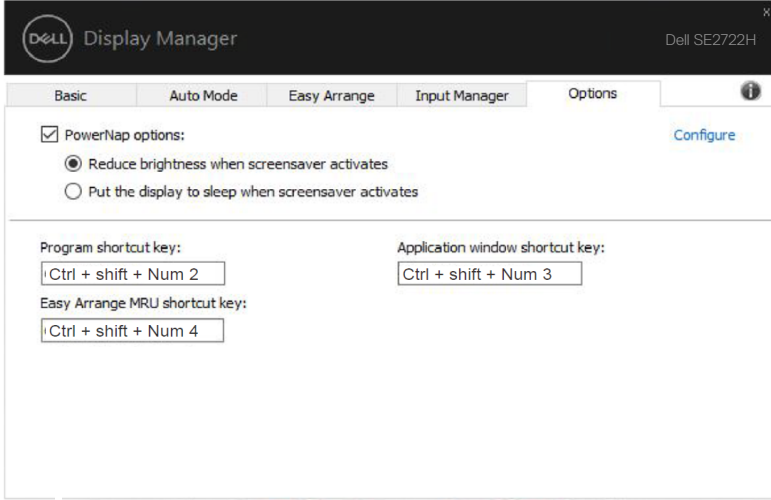 DELL Display Manager
Dell SE2722H
Basic Auto Mode Easy Arrange Input Manager Options
PowerNap options: Configure
Reduce brightness when screensaver activates
Put the display to sleep when screensaver activates
Program shortcut key: Application window shortcut key:
Ctrl + shift + Num 2 Ctrl + shift + Num 3
Easy Arrange MRU shortcut key:
Ctrl + shift + Num 4